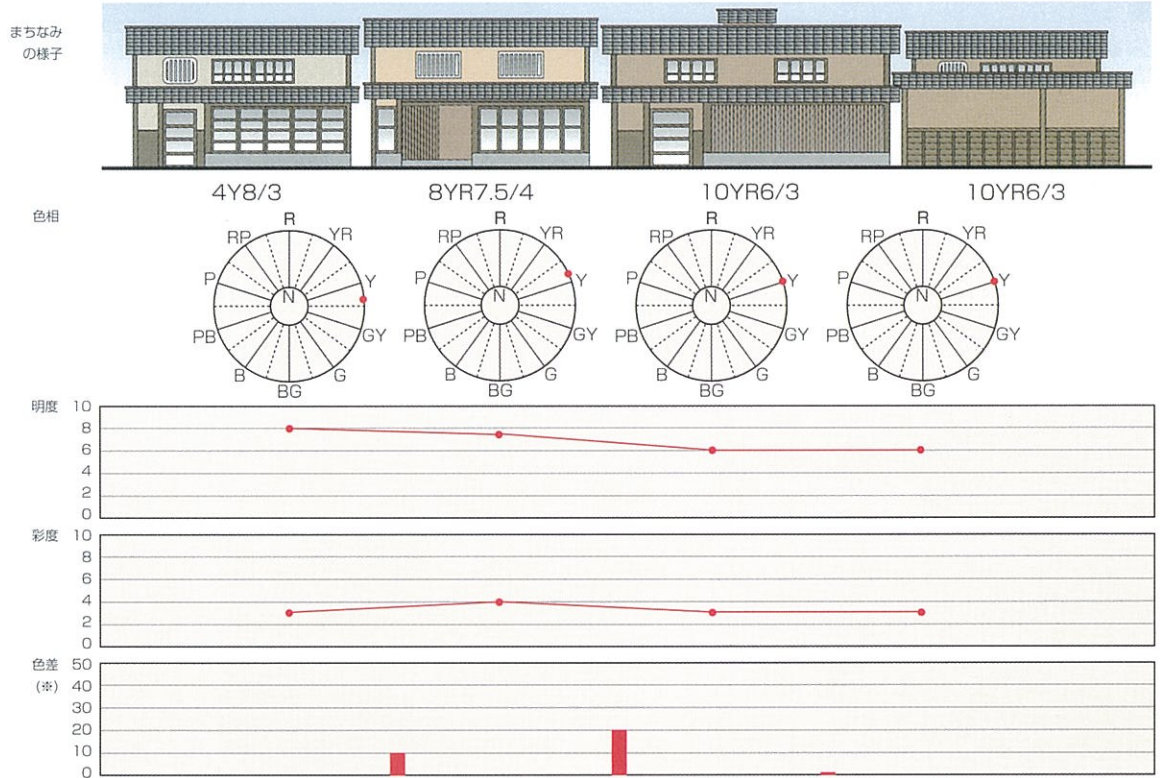 まちなみ
の様子
4Y8/3
8YR7.5/4
10YR6/3
10YR6/3
色相
R
YR
Y
GY
G
BG
B
PB
P
RP
N
R
YR
Y
GY
G
BG
B
PB
P
RP
N
R
YR
Y
GY
G
BG
B
PB
P
RP
N
R
YR
Y
GY
G
BG
B
PB
P
RP
N
明度
10
8
6
4
2
0
彩度
10
8
6
4
2
0
色差
(※)
50
40
30
20
10
0